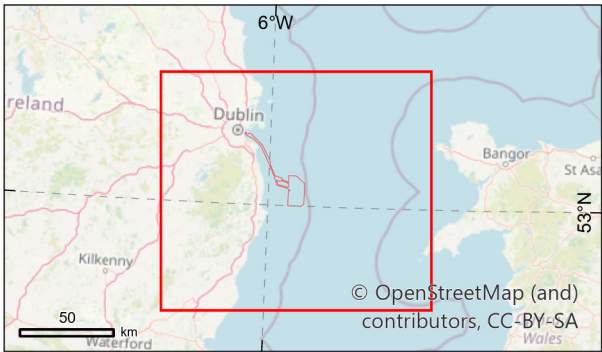 6°W
reland
Dublin
Bangor
St Asa
53°N
Kilkenny
© OpenStreetMap (and)
contributors, CC-BY-SA
50
km
Waterford
Wales